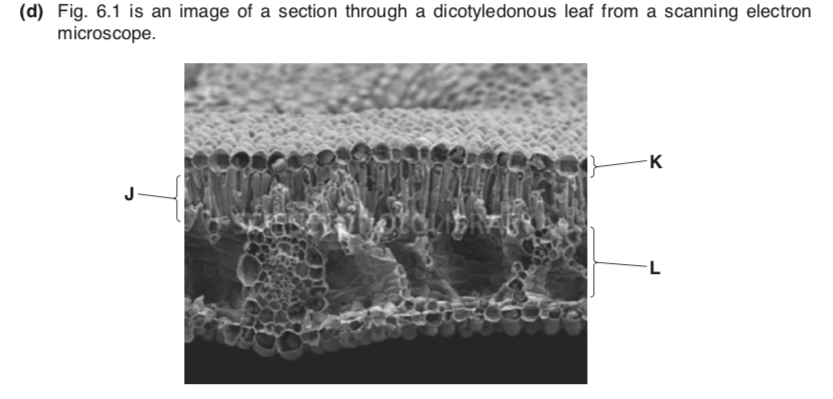 (d) Fig. 6.1 is an image of a section through a dicotyledonous leaf from a scanning electron
microscope.
K
J
L